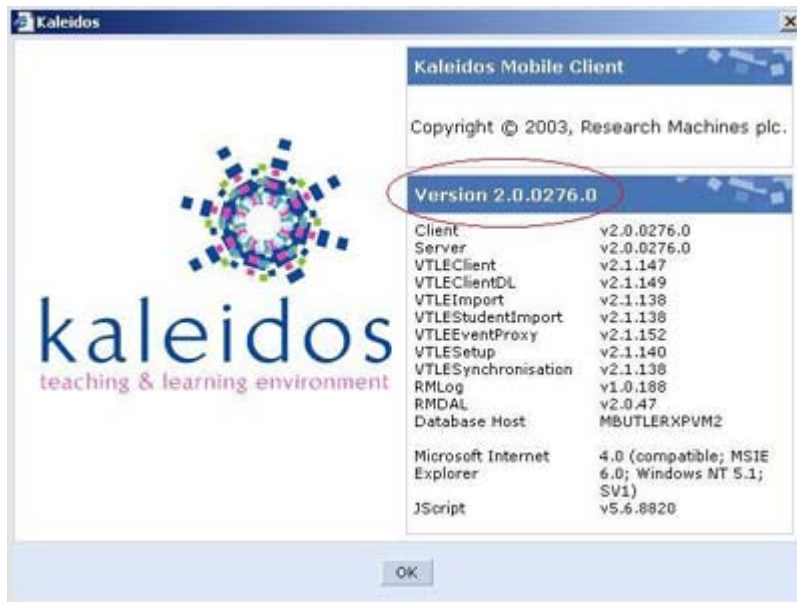 Kaleidos
kaleidos
teaching & learning environment
Kaleidos Mobile Client
Copyright © 2003, Research Machines plc.
Version 2.0.0276.0
Client v2.0.0276.0
Server v2.0.0276.0
VTLEClient v2.1.147
VTLEClientDL v2.1.149
VTLEImport v2.1.138
VTLEStudentImport v2.1.138
VTLEEventProxy v2.1.152
VTLESetup v2.1.140
VTLESynchronisation v2.1.138
RMLog v1.0.188
RMDAL v2.0.47
Database Host MBUTLERXPVM2
Microsoft Internet 4.0 (compatible; MSIE
Explorer 6.0; Windows NT 5.1;
SV1)
JScript v5.6.8820
OK